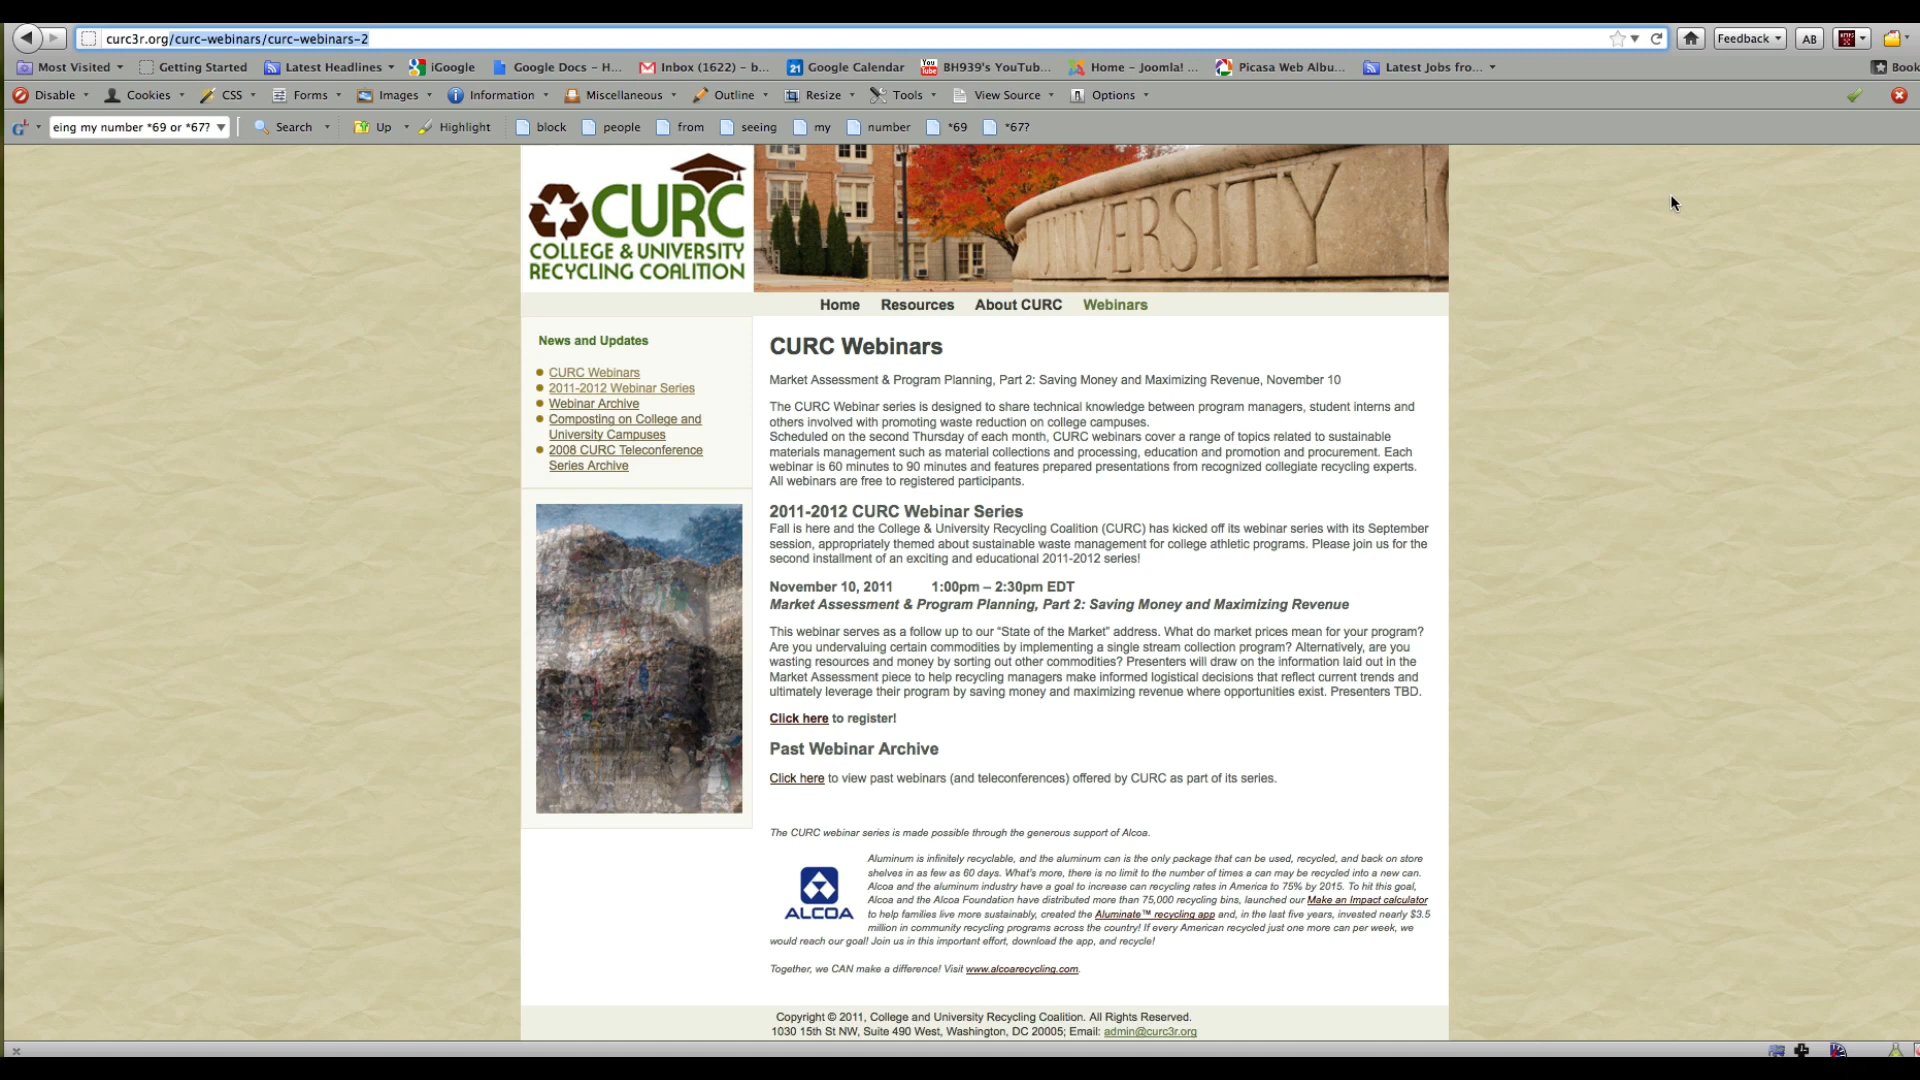 curc3r.org/curc-webinars/curc-webinars-2
Feedback
AB
Most Visited
Getting Started
Latest Headlines
iGoogle
Google Docs – H...
Inbox (1622) – b...
Google Calendar
BH939's YouTub...
Home – Joomla! ...
Picasa Web Albu...
Latest Jobs fro...
Book
Disable
Cookies
CSS
Forms
Images
Information
Miscellaneous
Outline
Resize
Tools
View Source
Options
eing my number *69 or *67?
Search
Up
Highlight
block
people
from
seeing
my
number
*69
*67?
CURC
COLLEGE & UNIVERSITY
RECYCLING COALITION
UNIVERSITY
Home
Resources
About CURC
Webinars
News and Updates
CURC Webinars
2011-2012 Webinar Series
Webinar Archive
Composting on College and
University Campuses
2008 CURC Teleconference
Series Archive
CURC Webinars
Market Assessment & Program Planning, Part 2: Saving Money and Maximizing Revenue, November 10
The CURC Webinar series is designed to share technical knowledge between program managers, student interns and
others involved with promoting waste reduction on college campuses.
Scheduled on the second Thursday of each month, CURC webinars cover a range of topics related to sustainable
materials management such as material collections and processing, education and promotion and procurement. Each
webinar is 60 minutes to 90 minutes and features prepared presentations from recognized collegiate recycling experts.
All webinars are free to registered participants.
2011-2012 CURC Webinar Series
Fall is here and the College & University Recycling Coalition (CURC) has kicked off its webinar series with its September
session, appropriately themed about sustainable waste management for college athletic programs. Please join us for the
second installment of an exciting and educational 2011-2012 series!
November 10, 2011 1:00pm – 2:30pm EDT
Market Assessment & Program Planning, Part 2: Saving Money and Maximizing Revenue
This webinar serves as a follow up to our “State of the Market” address. What do market prices mean for your program?
Are you undervaluing certain commodities by implementing a single stream collection program? Alternatively, are you
wasting resources and money by sorting out other commodities? Presenters will draw on the information laid out in the
Market Assessment piece to help recycling managers make informed logistical decisions that reflect current trends and
ultimately leverage their program by saving money and maximizing revenue where opportunities exist. Presenters TBD.
Click here to register!
Past Webinar Archive
Click here to view past webinars (and teleconferences) offered by CURC as part of its series.
The CURC webinar series is made possible through the generous support of Alcoa.
ALCOA
Aluminum is infinitely recyclable, and the aluminum can is the only package that can be used, recycled, and back on store
shelves in as few as 60 days. What's more, there is no limit to the number of times a can may be recycled into a new can.
Alcoa and the aluminum industry have a goal to increase can recycling rates in America to 75% by 2015. To hit this goal,
Alcoa and the Alcoa Foundation have distributed more than 75,000 recycling bins, launched our Make an Impact calculator
to help families live more sustainably, created the Aluminate™ recycling app and, in the last five years, invested nearly $3.5
million in community recycling programs across the country! If every American recycled just one more can per week, we
would reach our goal! Join us in this important effort, download the app, and recycle!
Together, we CAN make a difference! Visit www.alcoarecycling.com.
Copyright © 2011, College and University Recycling Coalition. All Rights Reserved.
1030 15th St NW, Suite 490 West, Washington, DC 20005; Email: admin@curc3r.org